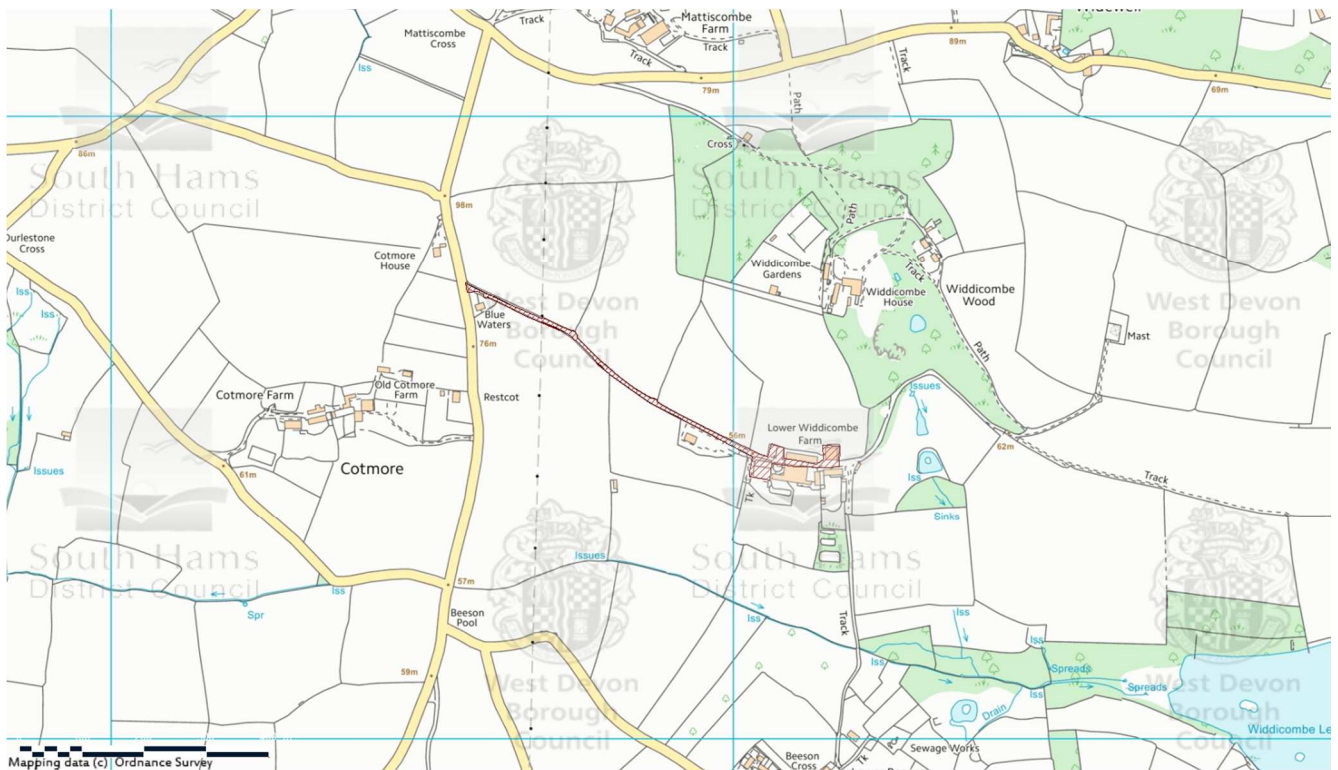 Track
Mattiscombe
Farm
Track
Track
Mattiscombe
Cross
Iss
89m
Track
69m
79m
Path
86m
Cross
98m
South Hams
District Council
South Hams
District Council
Path
Cross
Cotmore
House
Widdicombe
Gardens
Track
Widdicombe
House
Widdicombe
Wood
Iss
Iss
Blue
Waters
West Devon
Borough
Council
West Devon
Borough
Council
76m
Path
Mast
Old Cotmore
Farm
Cotmore Farm
Restcot
Issues
Lower Widdicombe
Farm
56m
62m
Cotmore
61m
Issues
Iss
Track
Tk
Sinks
South Hams
District Council
South Hams
District Council
Issues
57m
Iss
Spr
Beeson
Pool
Iss
Iss
Iss
Track
Iss
Spreads
Spreads
Iss
59m
West Devon
Borough
Council
West Devon
Borough
Council
Drain
Widdicombe Le
Sewage Works
Tk
Beeson
Cross
Mapping data (c) Ordnance Survey